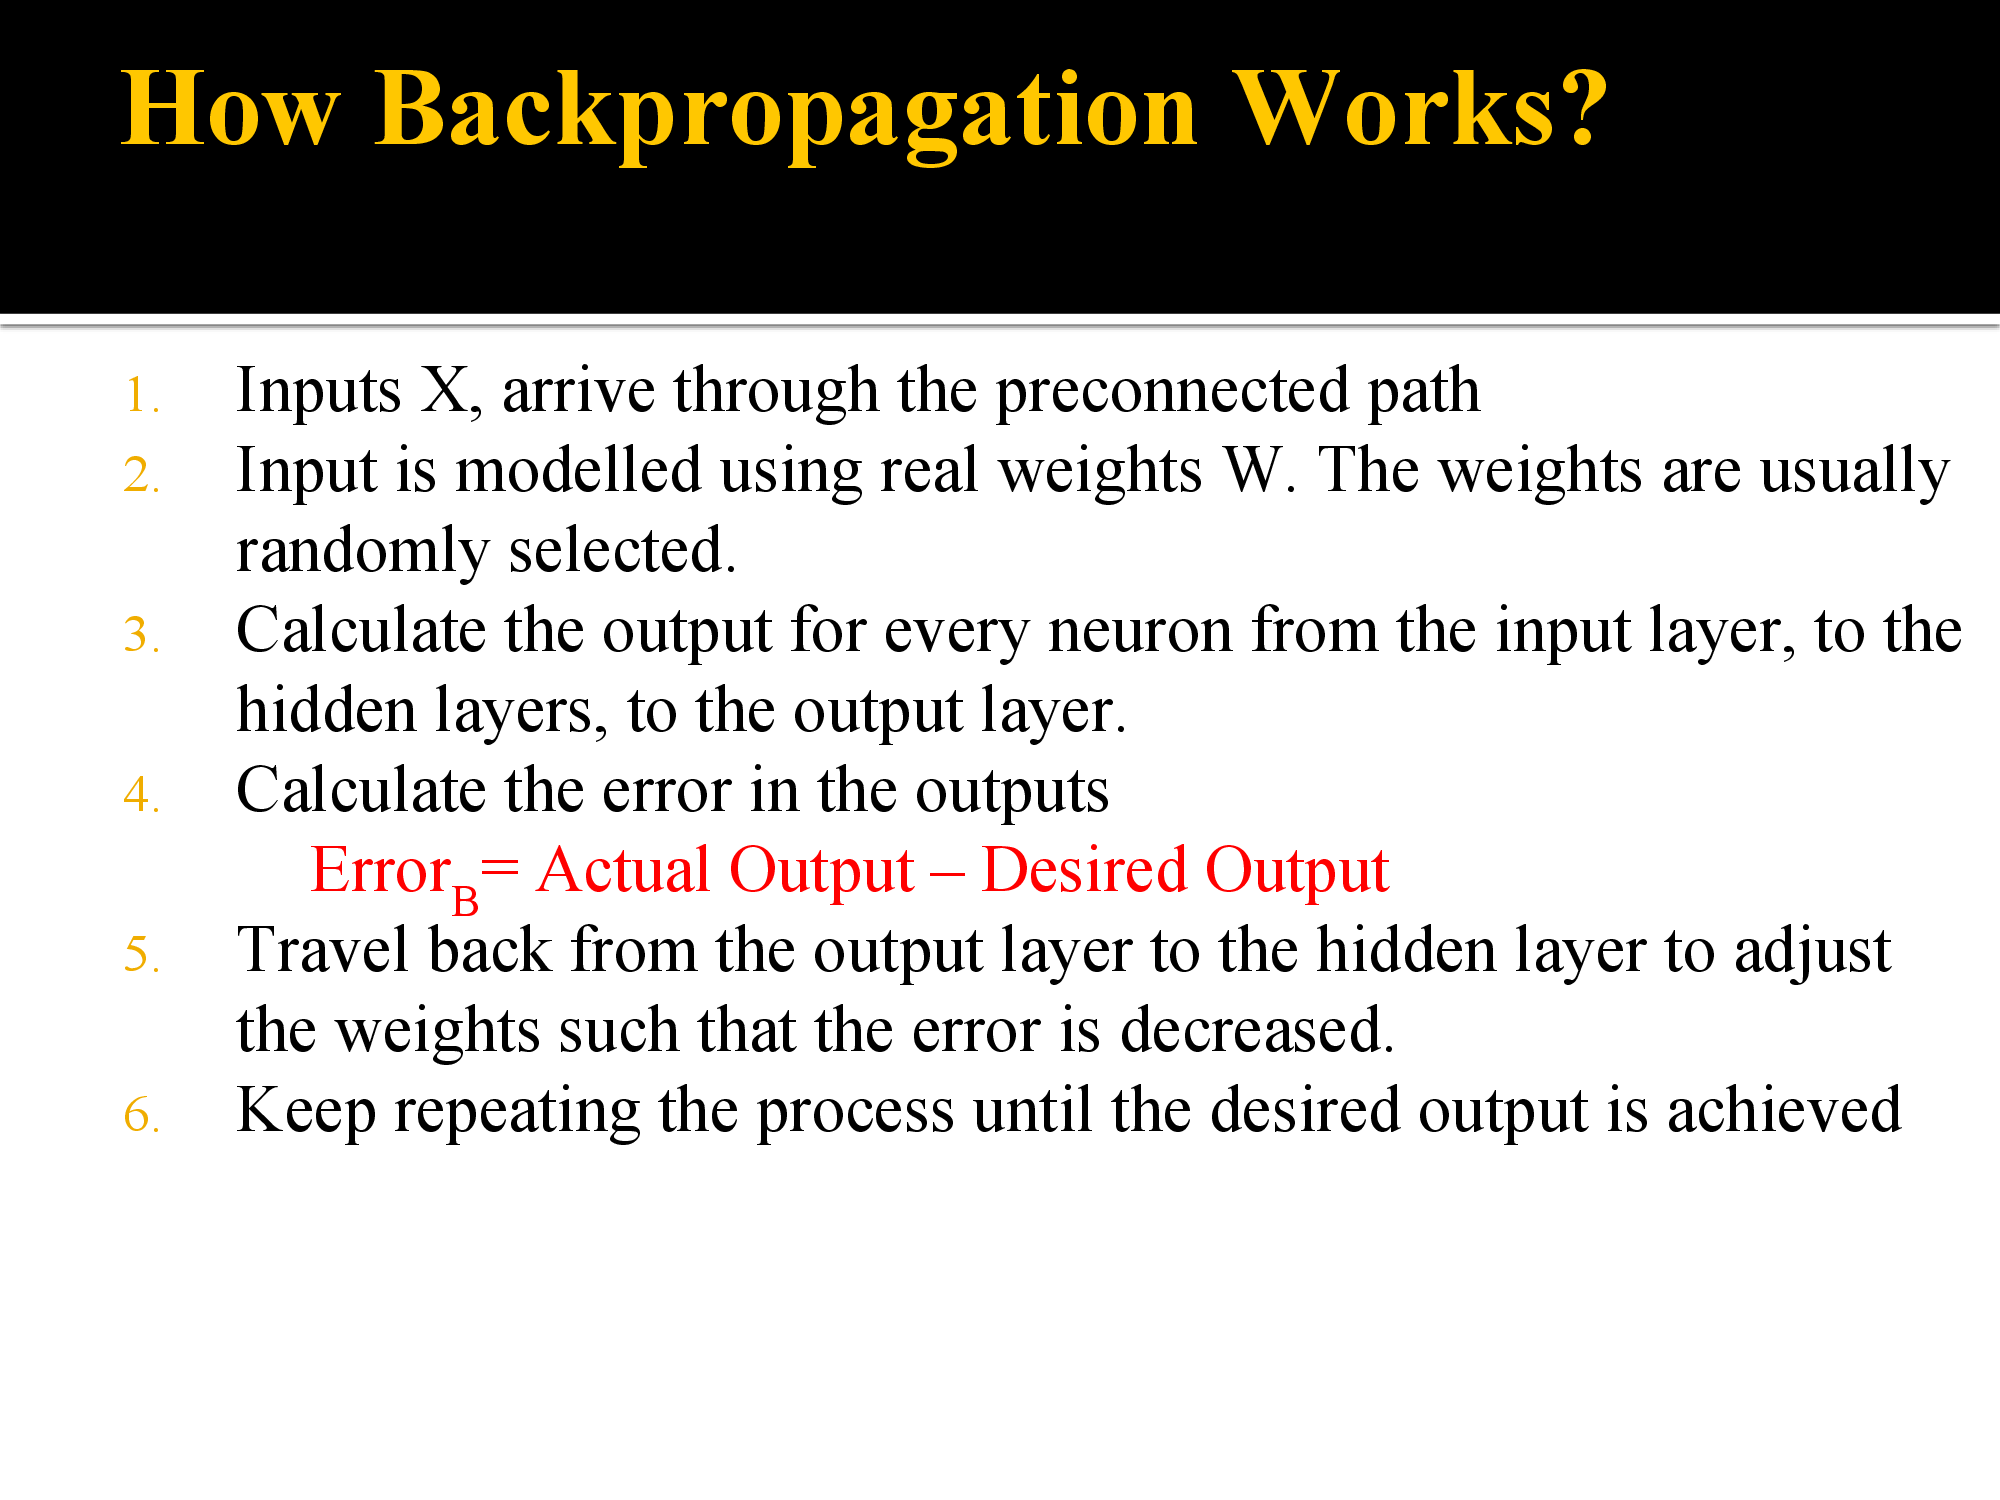 How Backpropagation Works?
1. Inputs X, arrive through the preconnected path
2. Input is modelled using real weights W. The weights are usually
randomly selected.
3. Calculate the output for every neuron from the input layer, to the
hidden layers, to the output layer.
4. Calculate the error in the outputs
Error_B= Actual Output – Desired Output
5. Travel back from the output layer to the hidden layer to adjust
the weights such that the error is decreased.
6. Keep repeating the process until the desired output is achieved